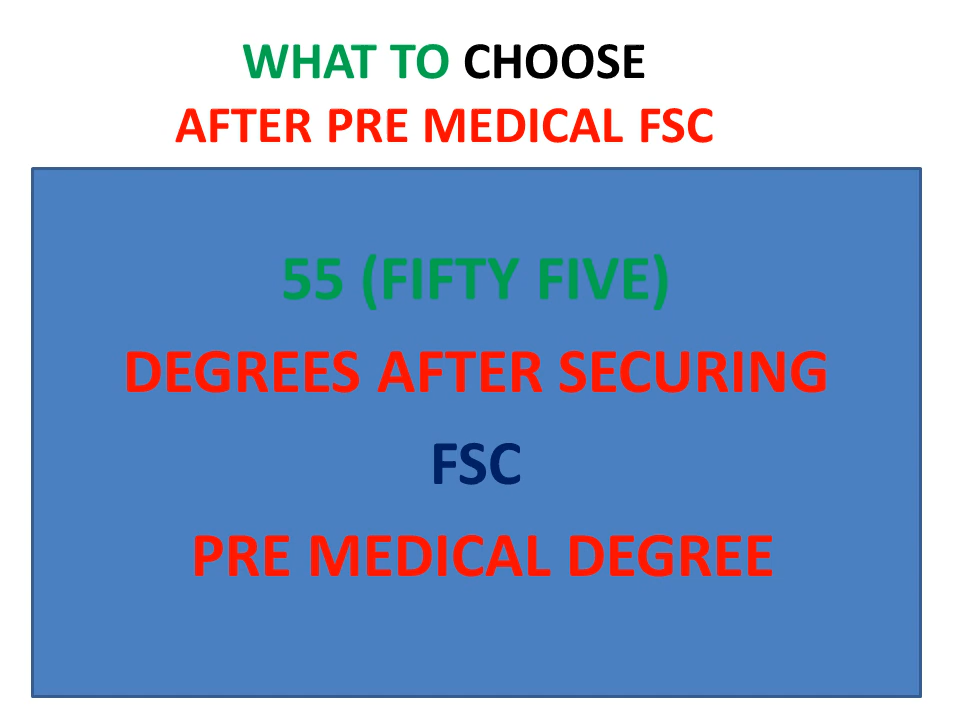 WHAT TO CHOOSE
AFTER PRE MEDICAL FSC
55 (FIFTY FIVE)
DEGREES AFTER SECURING
FSC
PRE MEDICAL DEGREE